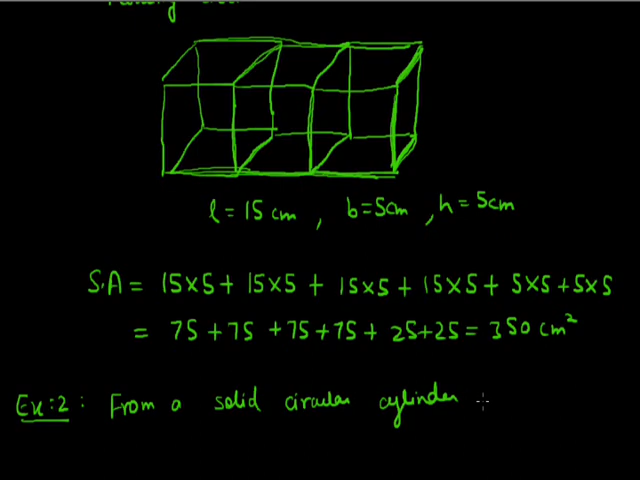 l = 15 cm , b = 5cm , h = 5cm
S.A = 15×5 + 15×5 + 15×5 + 15×5 + 5×5 + 5×5
= 75 + 75 + 75 + 75 + 25 + 25 = 350 cm²
Ex:2 : From a solid circular cylinder